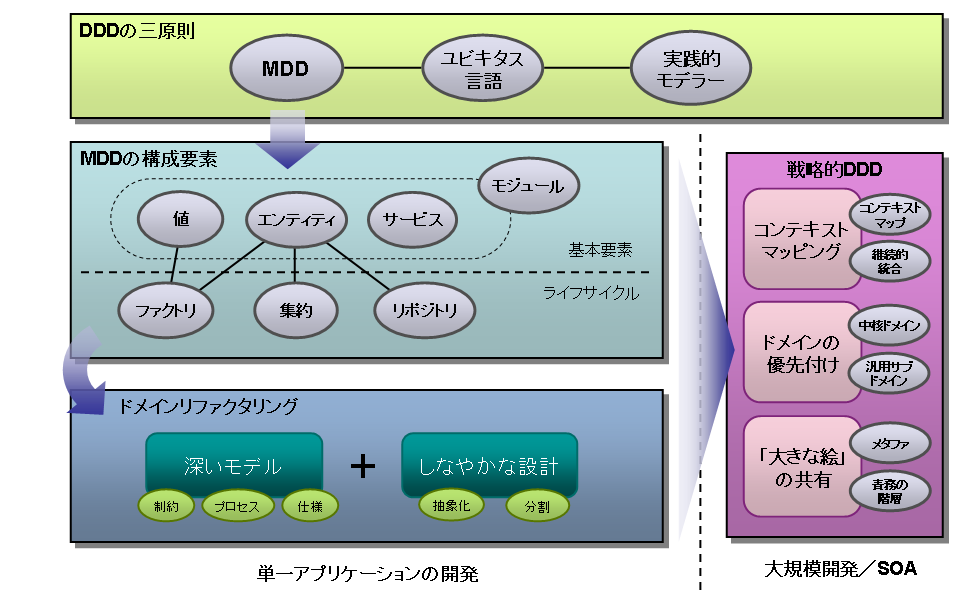 DDDの三原則
MDD
ユビキタス
言語
実践的
モデラー
MDDの構成要素
モジュール
値
エンティティ
サービス
基本要素
ライフサイクル
ファクトリ
集約
リポジトリ
ドメインリファクタリング
深いモデル
+
しなやかな設計
制約
プロセス
仕様
抽象化
分割
単一アプリケーションの開発
戦略的DDD
コンテキスト
マッピング
コンテキスト
マップ
継続的
統合
ドメインの
優先付け
中核ドメイン
汎用サブ
ドメイン
「大きな絵」
の共有
メタファ
責務の
階層
大規模開発／SOA